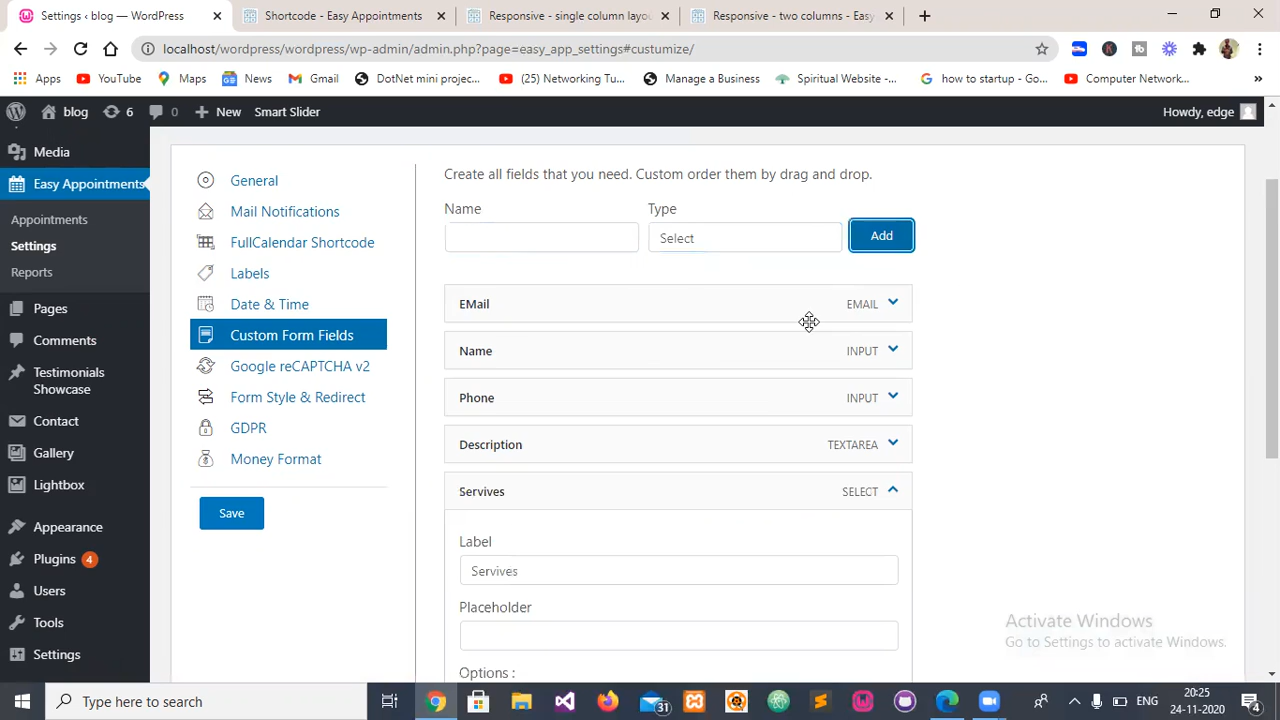 Settings ‹ blog — WordPress
Shortcode - Easy Appointments
Responsive - single column layou
Responsive - two columns - Easy
localhost/wordpress/wordpress/wp-admin/admin.php?page=easy_app_settings#custumize/
Apps
YouTube
Maps
News
Gmail
DotNet mini projec...
(25) Networking Tu...
Manage a business
Spiritual Website -...
how to startup - Go...
Computer Network...
»
blog
6
0
New
Smart Slider
Howdy, edge
Media
Easy Appointments
Appointments
Settings
Reports
Pages
Comments
Testimonials
Showcase
Contact
Gallery
Lightbox
Appearance
Plugins 4
Users
Tools
Settings
General
Mail Notifications
FullCalendar Shortcode
Labels
Date & Time
Custom Form Fields
Google reCAPTCHA v2
Form Style & Redirect
GDPR
Money Format
Save
Create all fields that you need. Custom order them by drag and drop.
Name
Type
Select
Add
EMail EMAIL
Name INPUT
Phone INPUT
Description TEXTAREA
Servives SELECT
Label
Servives
Placeholder
Options :
Activate Windows
Go to Settings to activate Windows.
Type here to search
31
ENG
20:25
24-11-2020
4